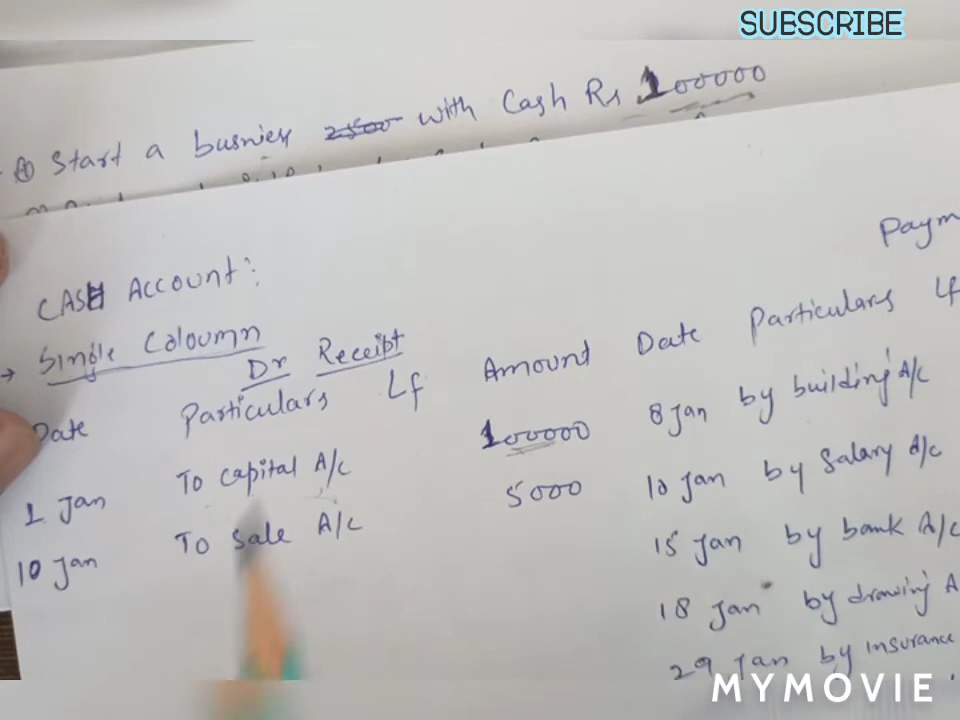 SUBSCRIBE
Start a busniess 2500 with Cash Rs 100000
Paym
CASH ACCOUNT:
→ Single Coloumn
Dr Receipt
Date Particulars Lf Amount Date Particulars Lf
1 Jan To Capital A/c 100000 8 Jan by building A/c
10 Jan To Sale A/c 5000 10 Jan by Salary A/c
15 Jan by bank A/c
18 Jan by drawing A
29 Jan by insurance
MYMOVIE